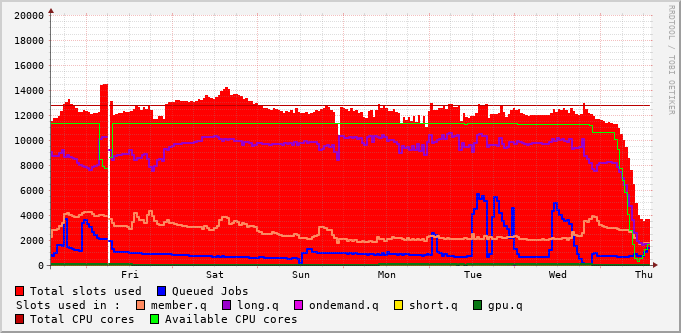 20000
18000
16000
14000
12000
10000
8000
6000
4000
2000
0
Fri Sat Sun Mon Tue Wed Thu
RRDTOOL / TOBI OETIKER
Total slots used Queued Jobs
Slots used in : member.q long.q ondemand.q short.q gpu.q
Total CPU cores Available CPU cores